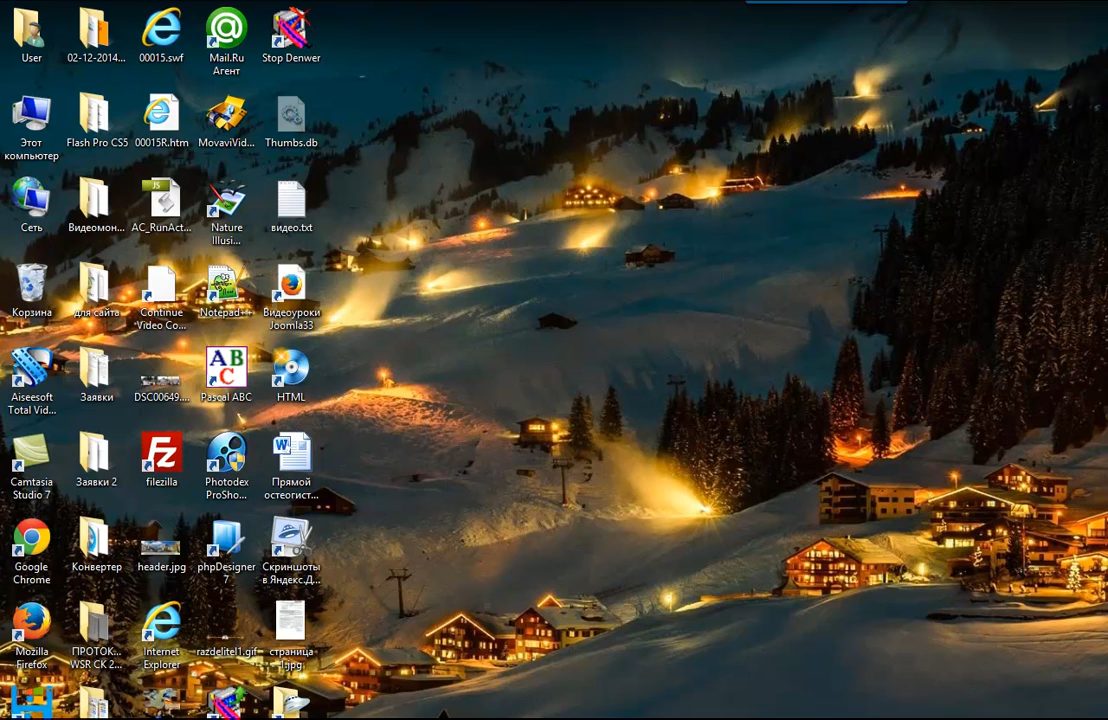 User
02-12-2014...
00015.swf
Mail.Ru
Агент
Stop Denwer
Этот
компьютер
Flash Pro CS5
00015R.htm
MovaviVid...
Thumbs.db
Сеть
Видеомон...
AC_RunAct...
Nature
Illusi...
видео.txt
Корзина
для сайта
Continue
Video Co...
Notepad++
Видеоуроки
Joomla33
Aiseesoft
Total Vid...
Заявки
DSC00649....
Pascal ABC
HTML
Camtasia
Studio 7
Заявки 2
filezilla
Photodex
ProSho...
Прямой
остеогист...
Google
Chrome
Конвертер
header.jpg
phpDesigner
7
Скриншоты
в Яндекс.Д...
Mozilla
Firefox
ПРОТОК...
WSR СК 2...
Internet
Explorer
razdelitel1.gif
страница
1.jpg